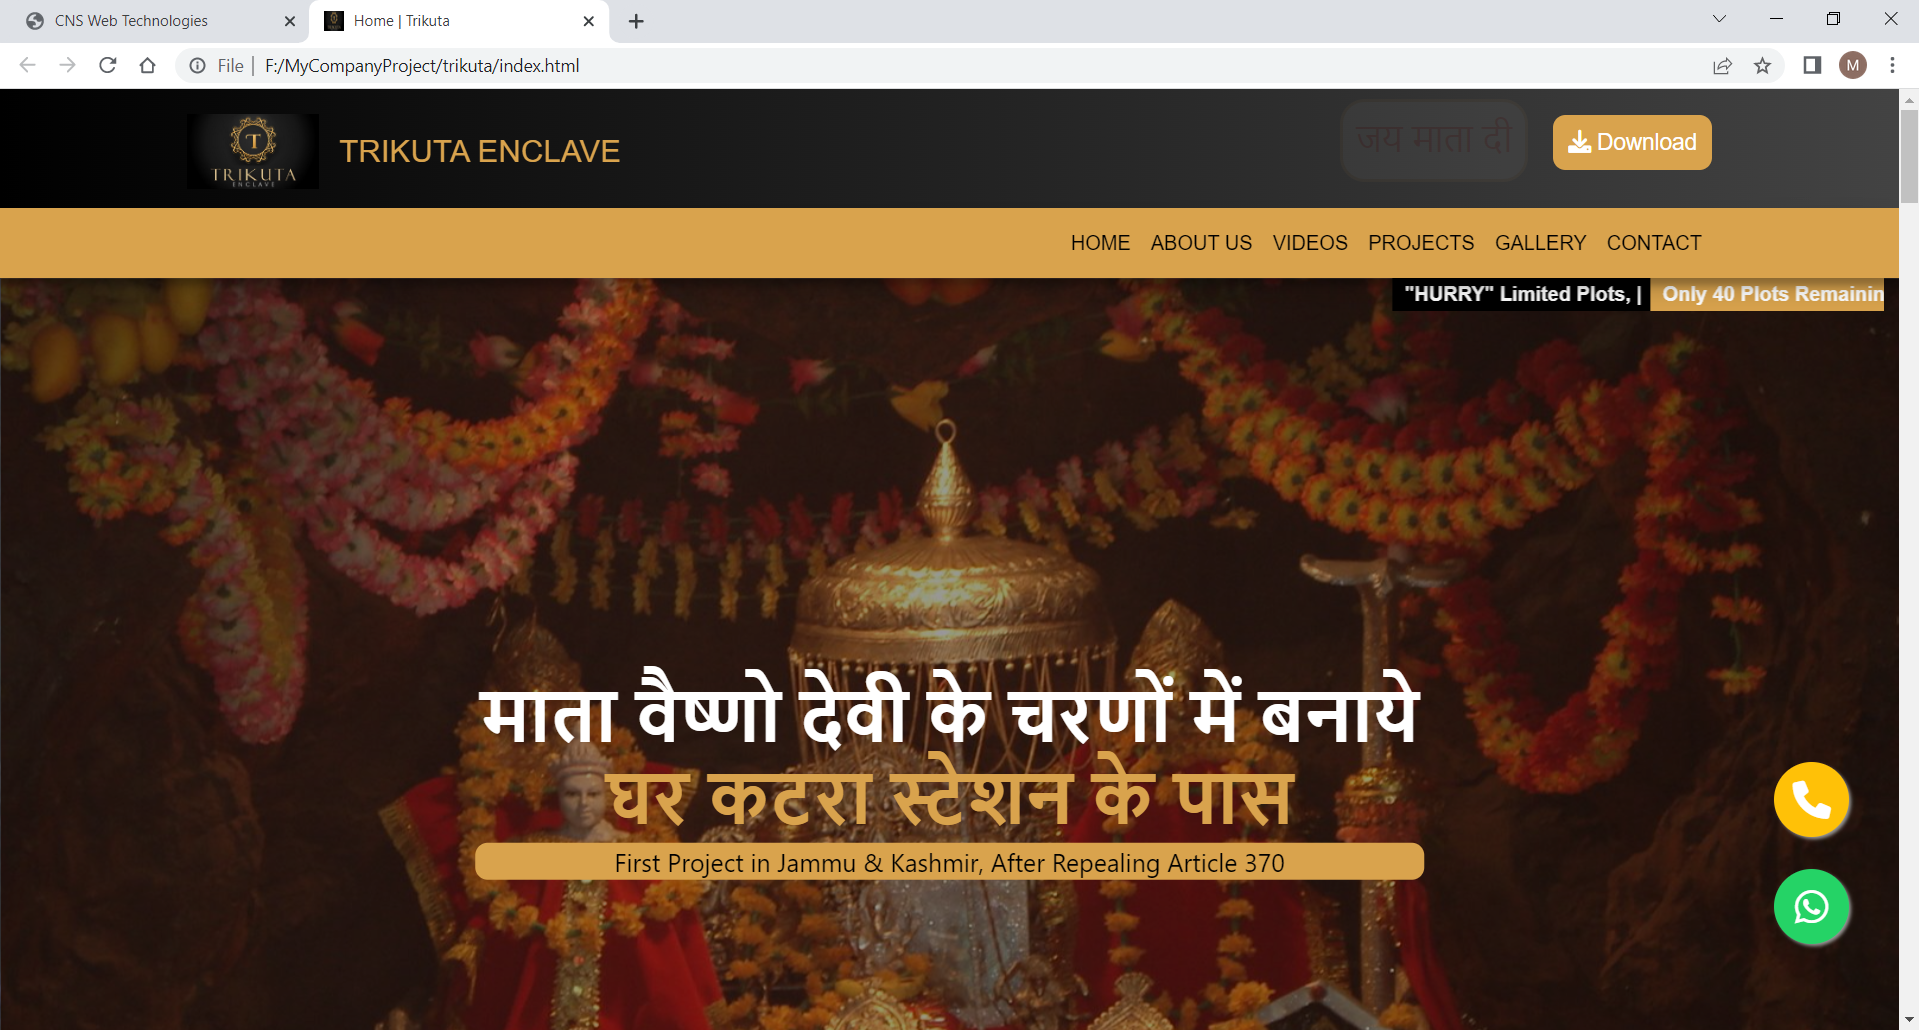 CNS Web Technologies
Home | Trikuta
File | F:/MyCompanyProject/trikuta/index.html
M
T
TRIKUTA
ENCLAVE
TRIKUTA ENCLAVE
जय माता दी
Download
HOME ABOUT US VIDEOS PROJECTS GALLERY CONTACT
"HURRY" Limited Plots, | Only 40 Plots Remainin
माता वैष्णो देवी के चरणों में बनाये
घर कटरा स्टेशन के पास
First Project in Jammu & Kashmir, After Repealing Article 370